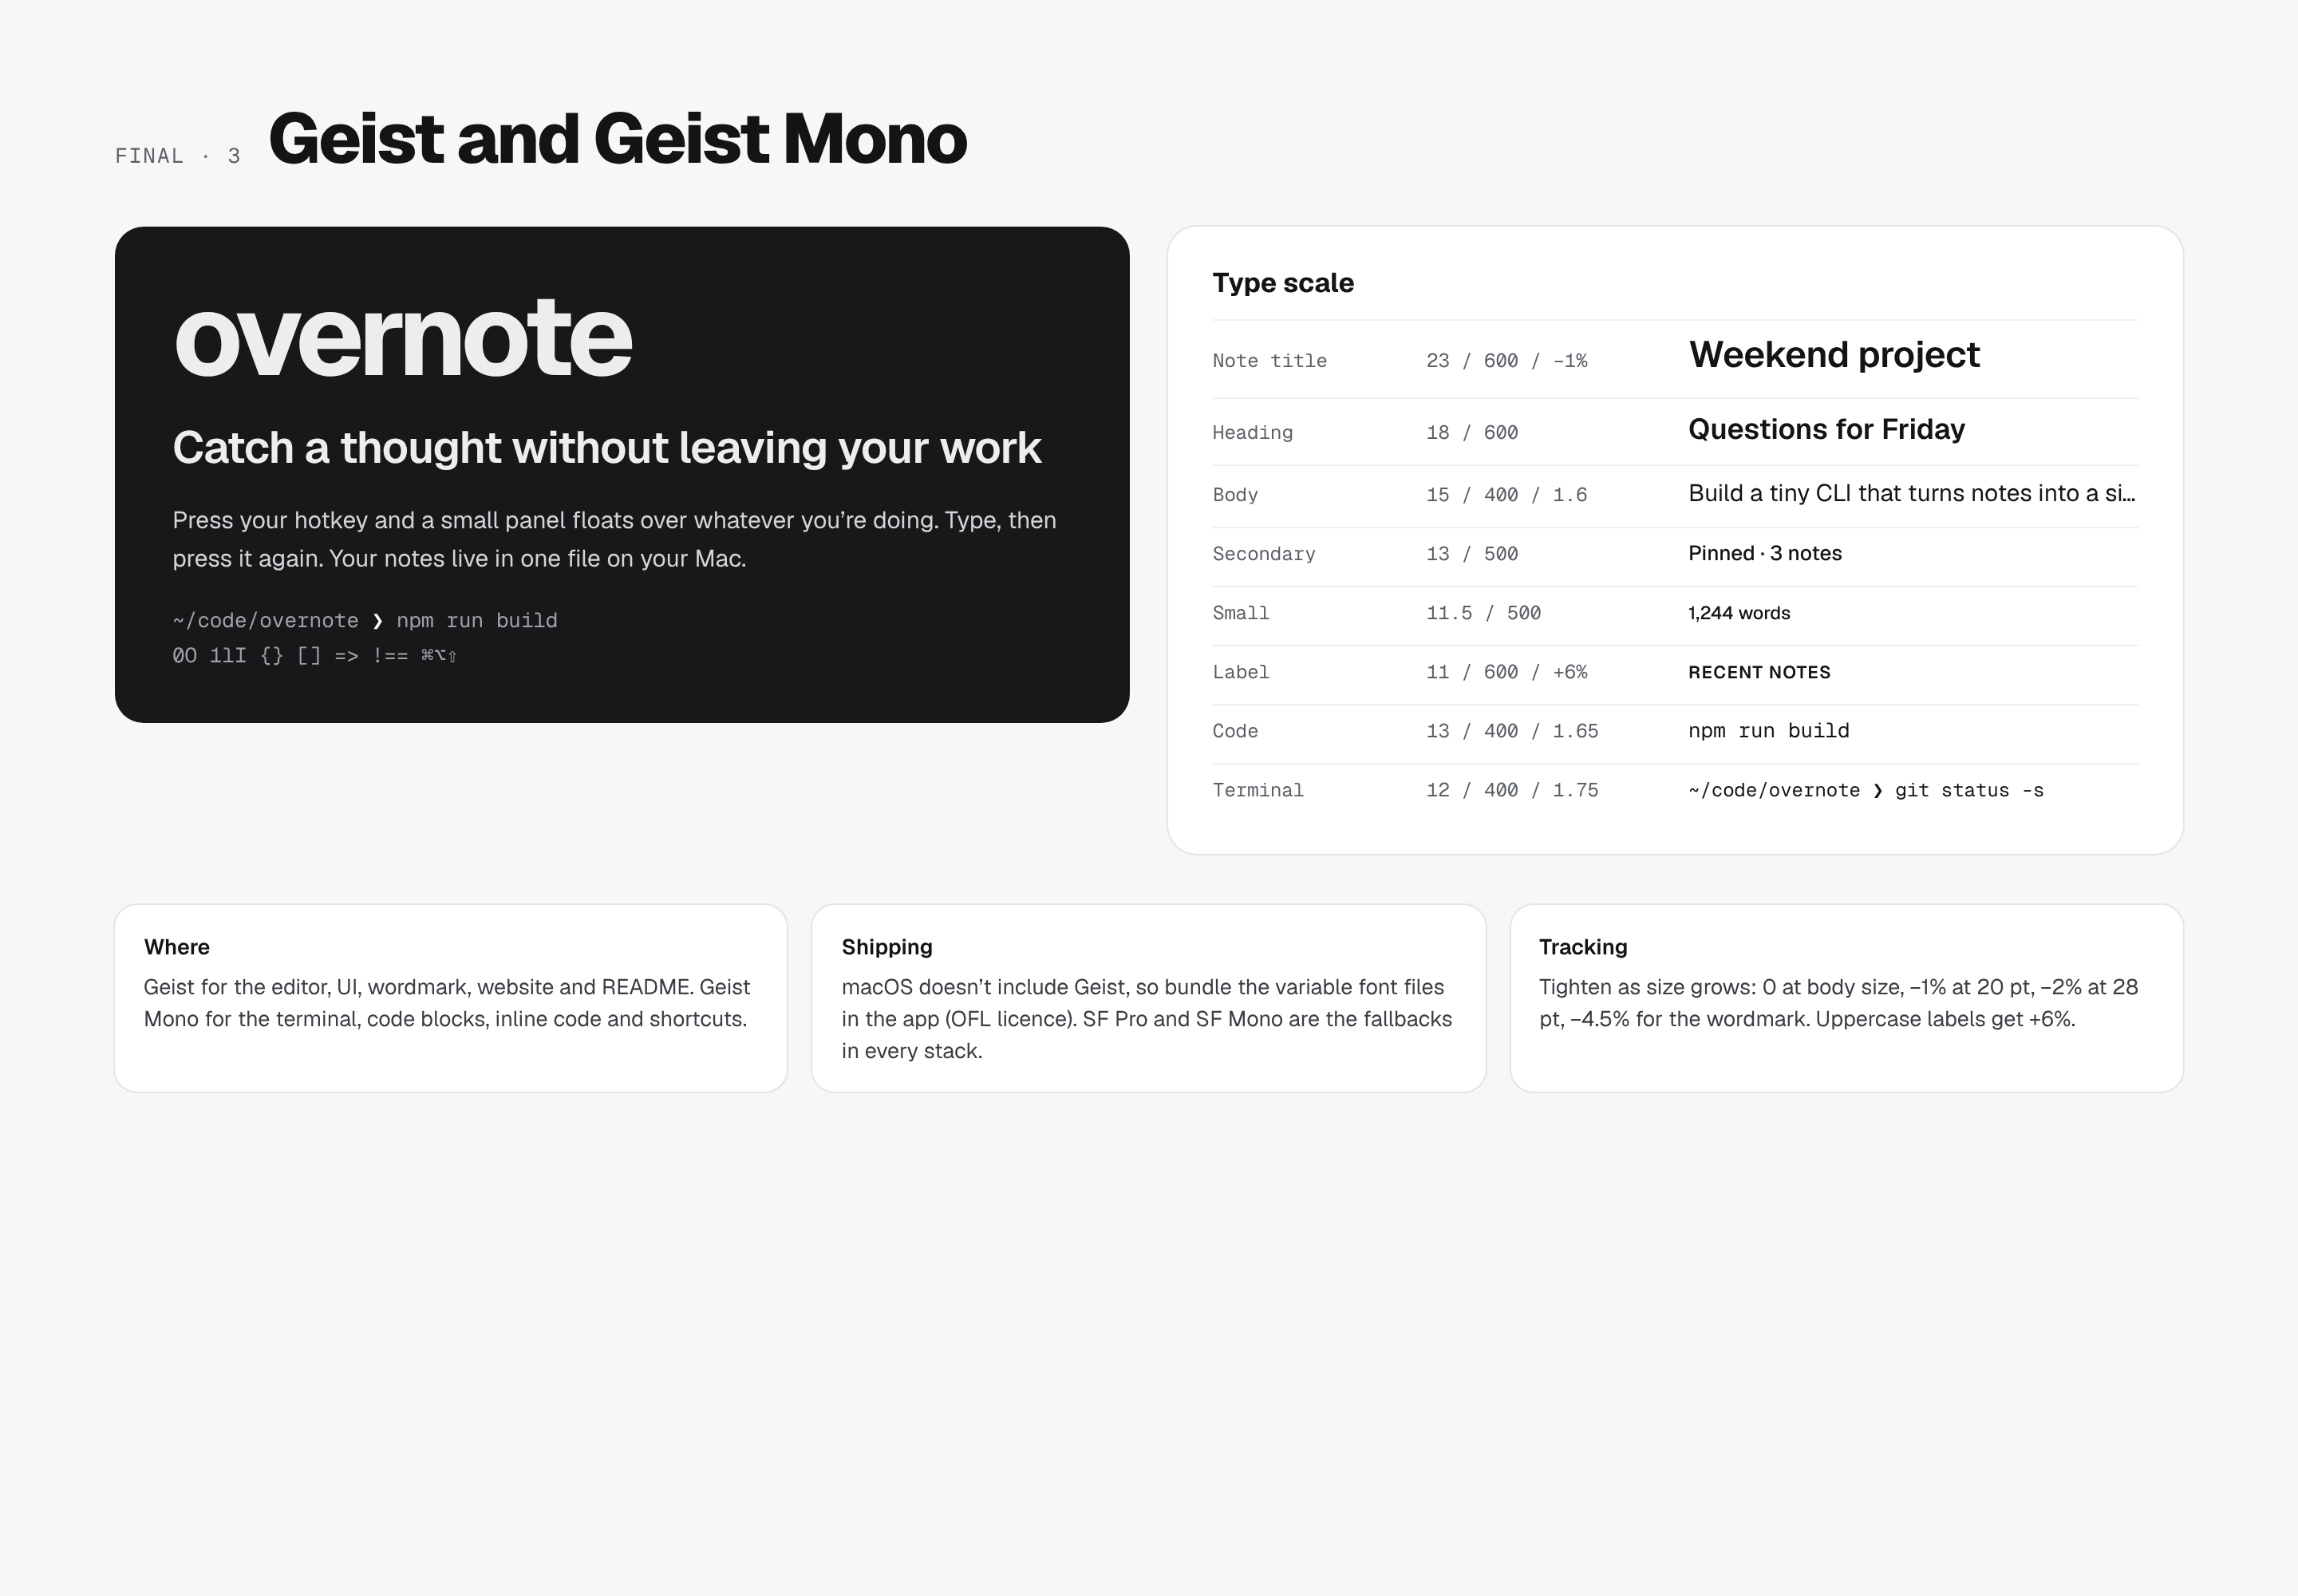 FINAL · 3 Geist and Geist Mono
overnote
Catch a thought without leaving your work
Press your hotkey and a small panel floats over whatever you’re doing. Type, then
press it again. Your notes live in one file on your Mac.
~/code/overnote ❯ npm run build
0O 1lI {} [] => !== ⌘⌥⇧
Type scale
Note title 23 / 600 / −1% Weekend project
Heading 18 / 600 Questions for Friday
Body 15 / 400 / 1.6 Build a tiny CLI that turns notes into a si…
Secondary 13 / 500 Pinned · 3 notes
Small 11.5 / 500 1,244 words
Label 11 / 600 / +6% RECENT NOTES
Code 13 / 400 / 1.65 npm run build
Terminal 12 / 400 / 1.75 ~/code/overnote ❯ git status -s
Where
Geist for the editor, UI, wordmark, website and README. Geist
Mono for the terminal, code blocks, inline code and shortcuts.
Shipping
macOS doesn’t include Geist, so bundle the variable font files
in the app (OFL licence). SF Pro and SF Mono are the fallbacks
in every stack.
Tracking
Tighten as size grows: 0 at body size, −1% at 20 pt, −2% at 28
pt, −4.5% for the wordmark. Uppercase labels get +6%.